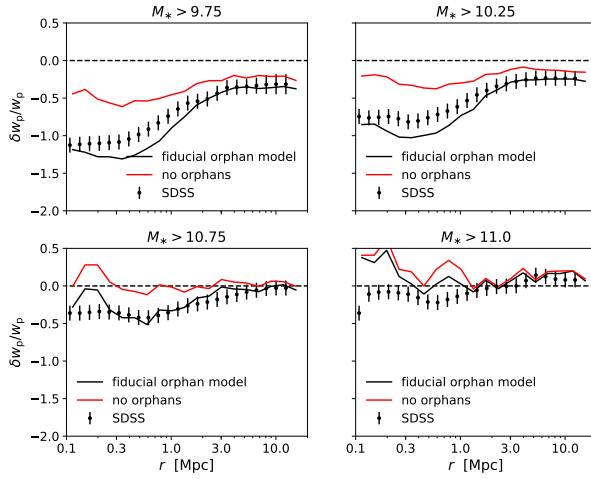 M* > 9.75
M* > 10.25
0.5
0.0
−0.5
−1.0
−1.5
−2.0
δwp/wp
fiducial orphan model
no orphans
SDSS
fiducial orphan model
no orphans
SDSS
M* > 10.75
M* > 11.0
0.5
0.0
−0.5
−1.0
−1.5
−2.0
δwp/wp
fiducial orphan model
no orphans
SDSS
fiducial orphan model
no orphans
SDSS
0.1 0.3 1.0 3.0 10.0
0.1 0.3 1.0 3.0 10.0
r [Mpc]
r [Mpc]